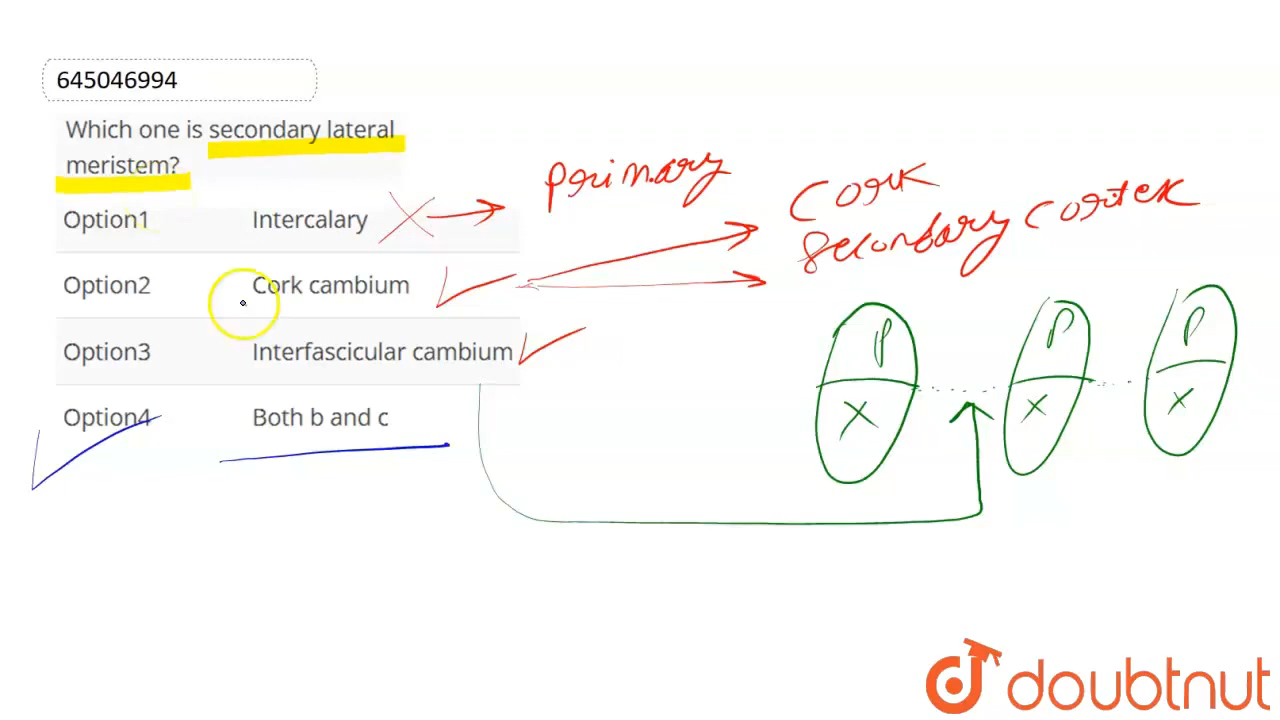 645046994
Which one is secondary lateral
meristem?
Option1 Intercalary
Option2 Cork cambium
Option3 Interfascicular cambium
Option4 Both b and c
Primary
Cork
Secondary cortex
P
X
P
X
P
X
doubtnut